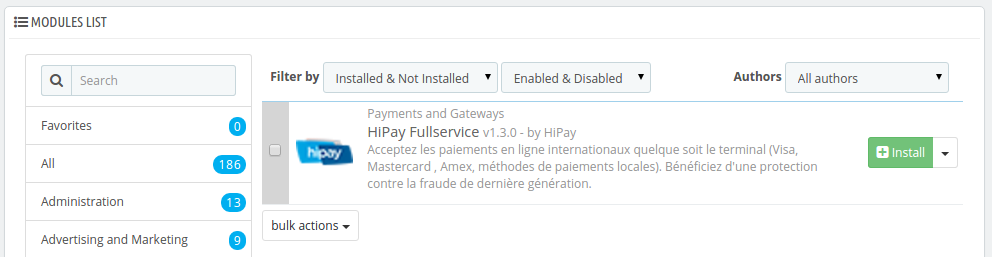 MODULES LIST
Search
Favorites 0
All 186
Administration 13
Advertising and Marketing 9
Filter by Installed & Not Installed Enabled & Disabled Authors All authors
Payments and Gateways
HiPay Fullservice v1.3.0 - by HiPay
Acceptez les paiements en ligne internationaux quelque soit le terminal (Visa,
Mastercard , Amex, méthodes de paiements locales). Bénéficiez d'une protection
contre la fraude de dernière génération.
hipay
Install
bulk actions